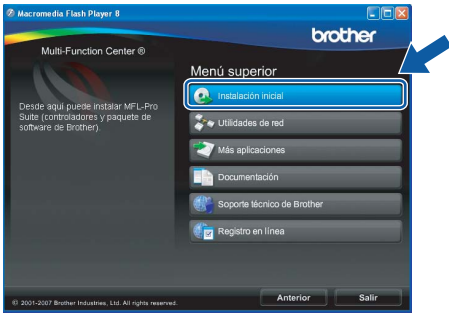 Macromedia Flash Player 8
brother
Multi-Function Center ®
Menú superior
Desde aquí puede instalar MFL-Pro
Suite (controladores y paquete de
software de Brother).
Instalación inicial
Utilidades de red
Más aplicaciones
Documentación
Soporte técnico de Brother
Registro en línea
© 2001-2007 Brother Industries, Ltd. All rights reserved.
Anterior
Salir